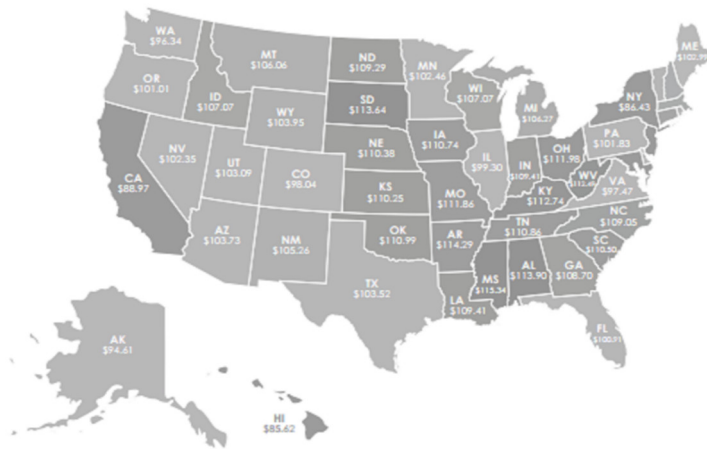 WA
$96.34
MT
$106.06
ND
$109.29
MN
$102.46
ME
OR
$101.01
ID
$107.07
WY
$103.95
SD
$113.64
WI
$107.07
MI
NY
$86.43
NV
$102.35
UT
$103.09
CO
$98.04
NE
$110.38
IA
$110.74
IL
$99.30
IN
$109.41
OH
$111.98
PA
$101.83
CA
$88.97
KS
$110.25
MO
$111.86
KY
$112.74
WV
VA
$97.47
AZ
$103.73
NM
$105.26
OK
$110.99
AR
$114.29
TN
$110.86
NC
$109.05
SC
$110.50
TX
$103.52
LA
$109.41
MS
$115.34
AL
$113.90
GA
$108.70
FL
$100.91
AK
$94.61
HI
$85.62